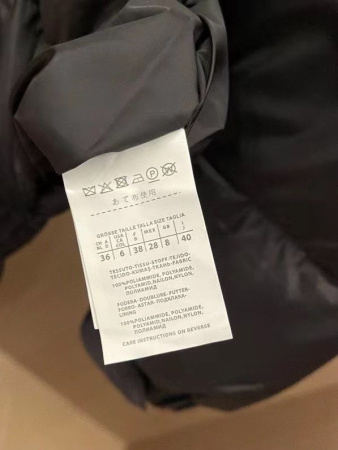 あて布使用
GRÖSSE TAILLE TALLA SIZE TAGLIA
36 6 38 28 8 40
TESSUTO-TISSU-STOFF-TEJIDO-
TECIDO-KUMAŞ-ТКАНЬ-FABRIC
100%POLIAMMIDE, POLYAMIDE,
POLYAMID,NAILON,NYLON,
ПОЛИАМИД
FODERA-DOUBLURE-FUTTER-
FORRO-ASTAR-ПОДКЛАДКА-
LINING
100%POLIAMMIDE, POLYAMIDE,
POLYAMID,NAILON,NYLON,
ПОЛИАМИД
CARE INSTRUCTIONS ON REVERSE